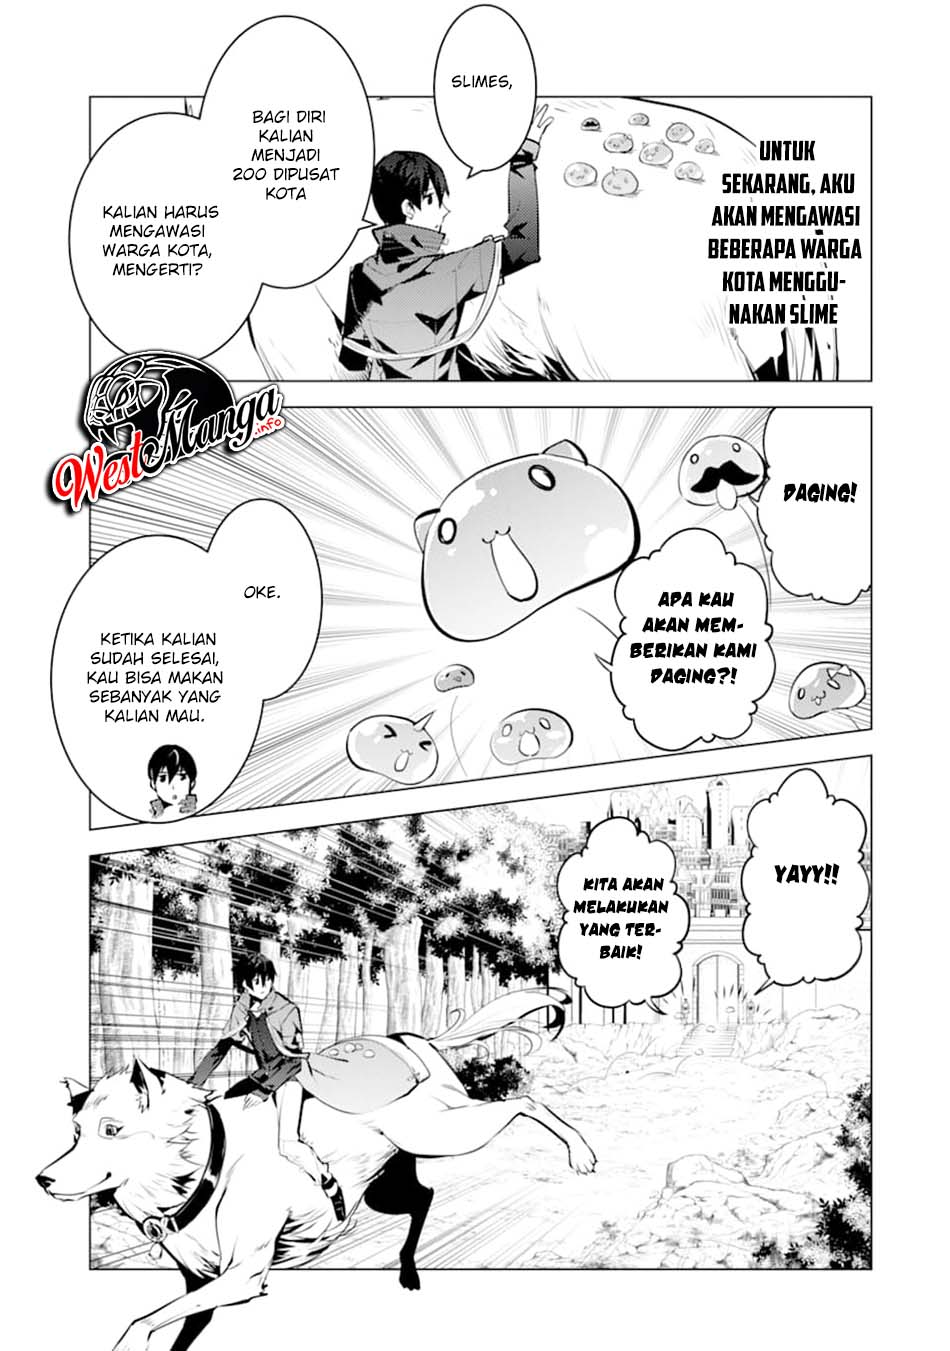 UNTUK
SEKARANG, AKU
AKAN MENGAWASI
BEBERAPA WARGA
KOTA MENGGU-
NAKAN SLIME
SLIMES,
BAGI DIRI
KALIAN
MENJADI
200 DIPUSAT
KOTA
KALIAN HARUS
MENGAWASI
WARGA KOTA,
MENGERTI?
WestManga
.info
DAGING!
APA KAU
AKAN MEM-
BERIKAN KAMI
DAGING?!
OKE.
KETIKA KALIAN
SUDAH SELESAI,
KAU BISA MAKAN
SEBANYAK YANG
KALIAN MAU.
YAYY!!
KITA AKAN
MELAKUKAN
YANG TER-
BAIK!